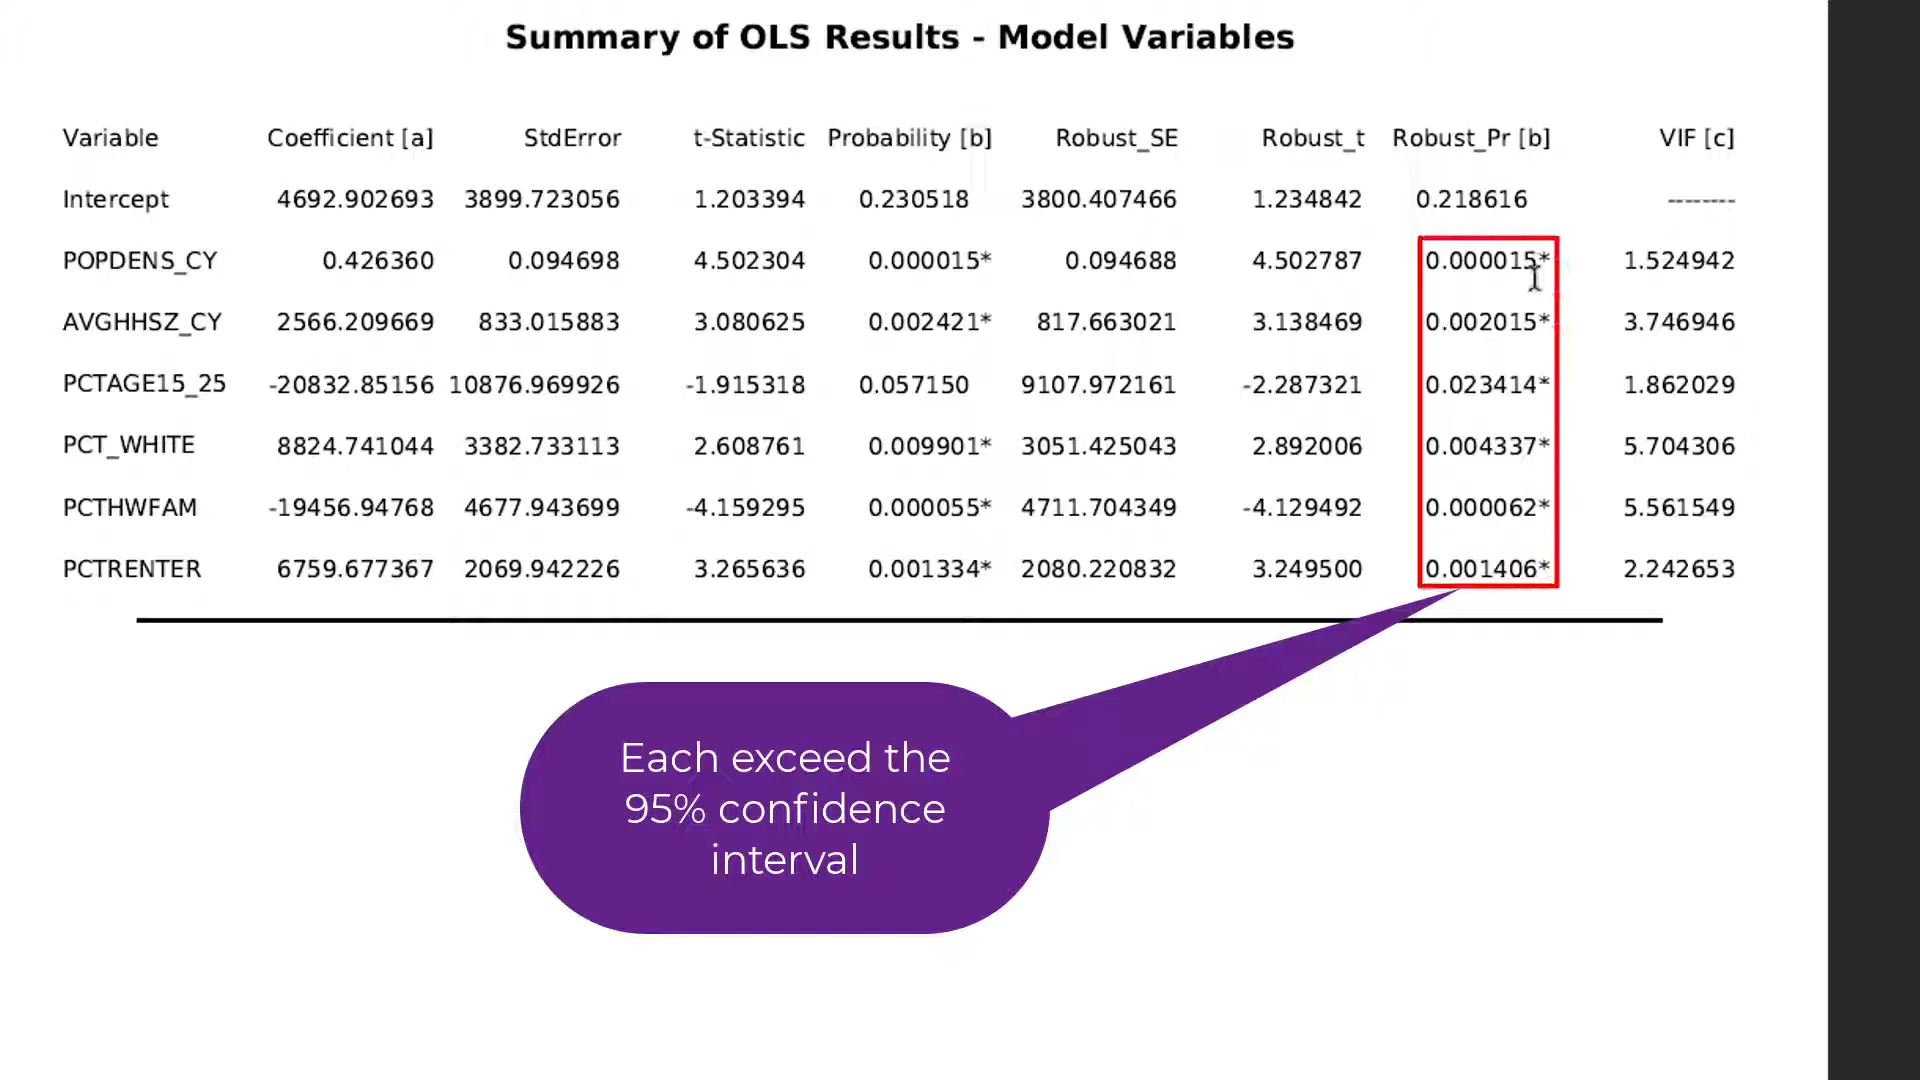 Summary of OLS Results - Model Variables
Variable Coefficient [a] StdError t-Statistic Probability [b] Robust_SE Robust_t Robust_Pr [b] VIF [c]
Intercept 4692.902693 3899.723056 1.203394 0.230518 3800.407466 1.234842 0.218616 --------
POPDENS_CY 0.426360 0.094698 4.502304 0.000015* 0.094688 4.502787 0.000015* 1.524942
AVGHHSZ_CY 2566.209669 833.015883 3.080625 0.002421* 817.663021 3.138469 0.002015* 3.746946
PCTAGE15_25 -20832.85156 10876.969926 -1.915318 0.057150 9107.972161 -2.287321 0.023414* 1.862029
PCT_WHITE 8824.741044 3382.733113 2.608761 0.009901* 3051.425043 2.892006 0.004337* 5.704306
PCTHWFAM -19456.94768 4677.943699 -4.159295 0.000055* 4711.704349 -4.129492 0.000062* 5.561549
PCTRENTER 6759.677367 2069.942226 3.265636 0.001334* 2080.220832 3.249500 0.001406* 2.242653
Each exceed the
95% confidence
interval